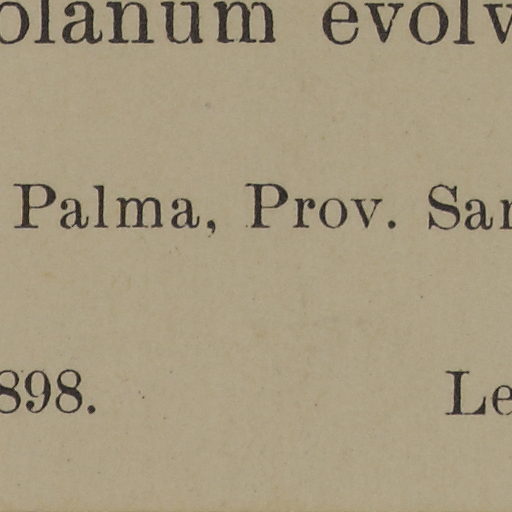 olanum evolv
Palma, Prov. San
898.    Le